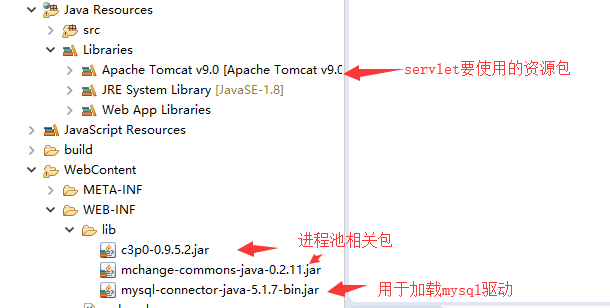 Java Resources
src
Libraries
Apache Tomcat v9.0 [Apache Tomcat v9.0
servlet要使用的资源包
JRE System Library [JavaSE-1.8]
Web App Libraries
JavaScript Resources
build
WebContent
META-INF
WEB-INF
lib
进程池相关包
c3p0-0.9.5.2.jar
mchange-commons-java-0.2.11.jar
mysql-connector-java-5.1.7-bin.jar
用于加载mysql驱动